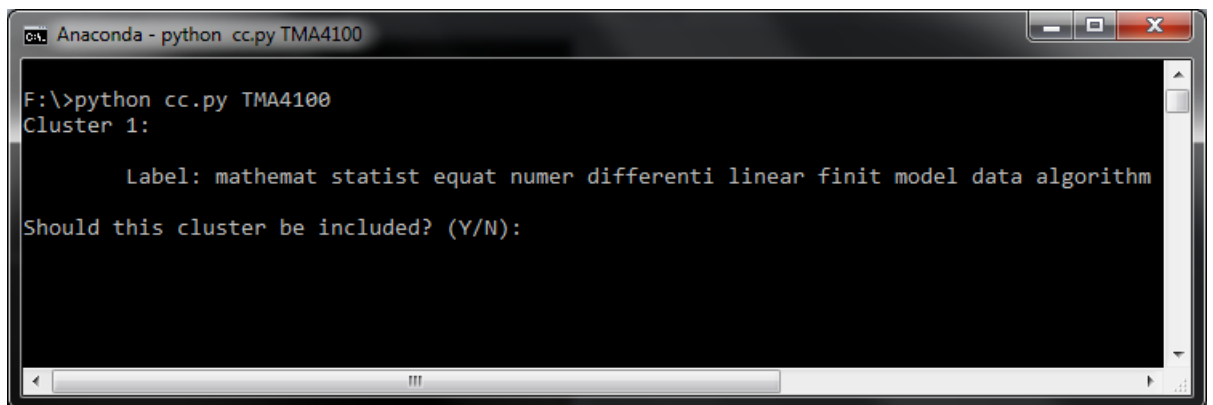 Anaconda - python cc.py TMA4100
F:\>python cc.py TMA4100
Cluster 1:
Label: mathemat statist equat numer differenti linear finit model data algorithm
Should this cluster be included? (Y/N):